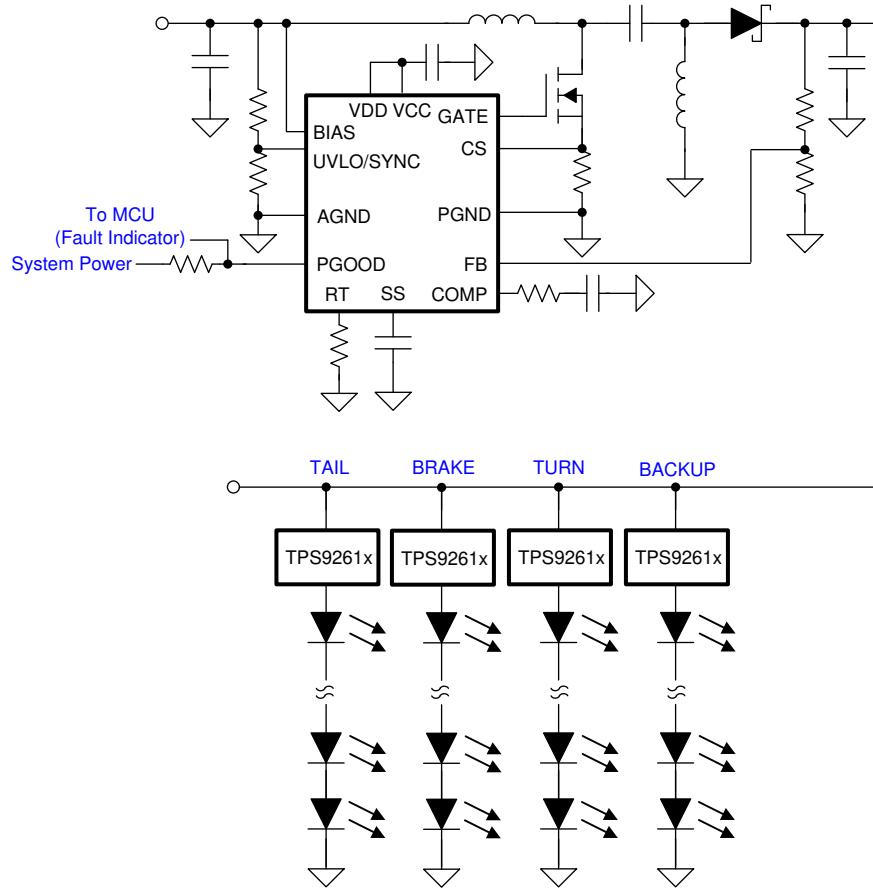 VDD VCC
GATE
BIAS
CS
UVLO/SYNC
AGND
PGND
To MCU
(Fault Indicator)
System Power
PGOOD
FB
RT
SS
COMP
TAIL
BRAKE
TURN
BACKUP
TPS9261x
TPS9261x
TPS9261x
TPS9261x